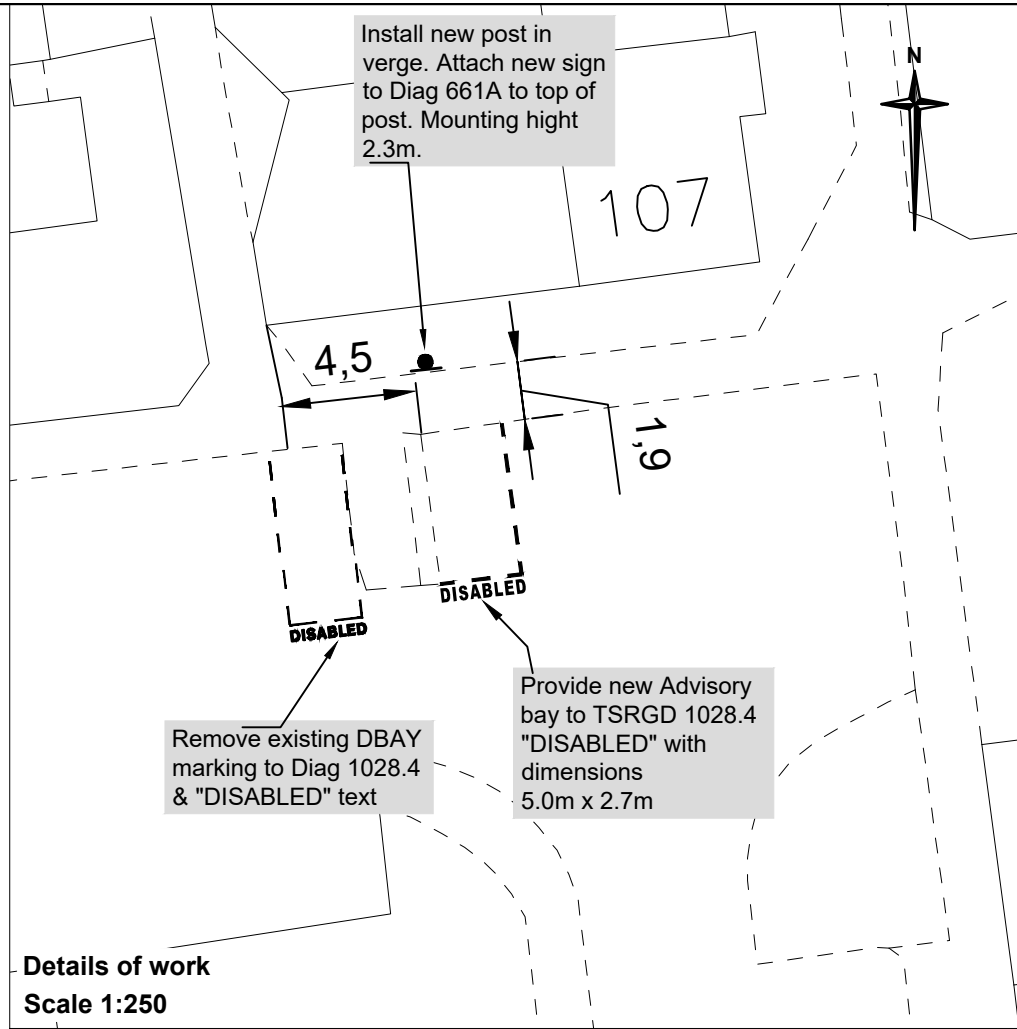 Install new post in
verge. Attach new sign
to Diag 661A to top of
post. Mounting hight
2.3m.
N
107
4,5
1,9
DISABLED
DISABLED
Provide new Advisory
bay to TSRGD 1028.4
"DISABLED" with
dimensions
5.0m x 2.7m
Remove existing DBAY
marking to Diag 1028.4
& "DISABLED" text
Details of work
Scale 1:250